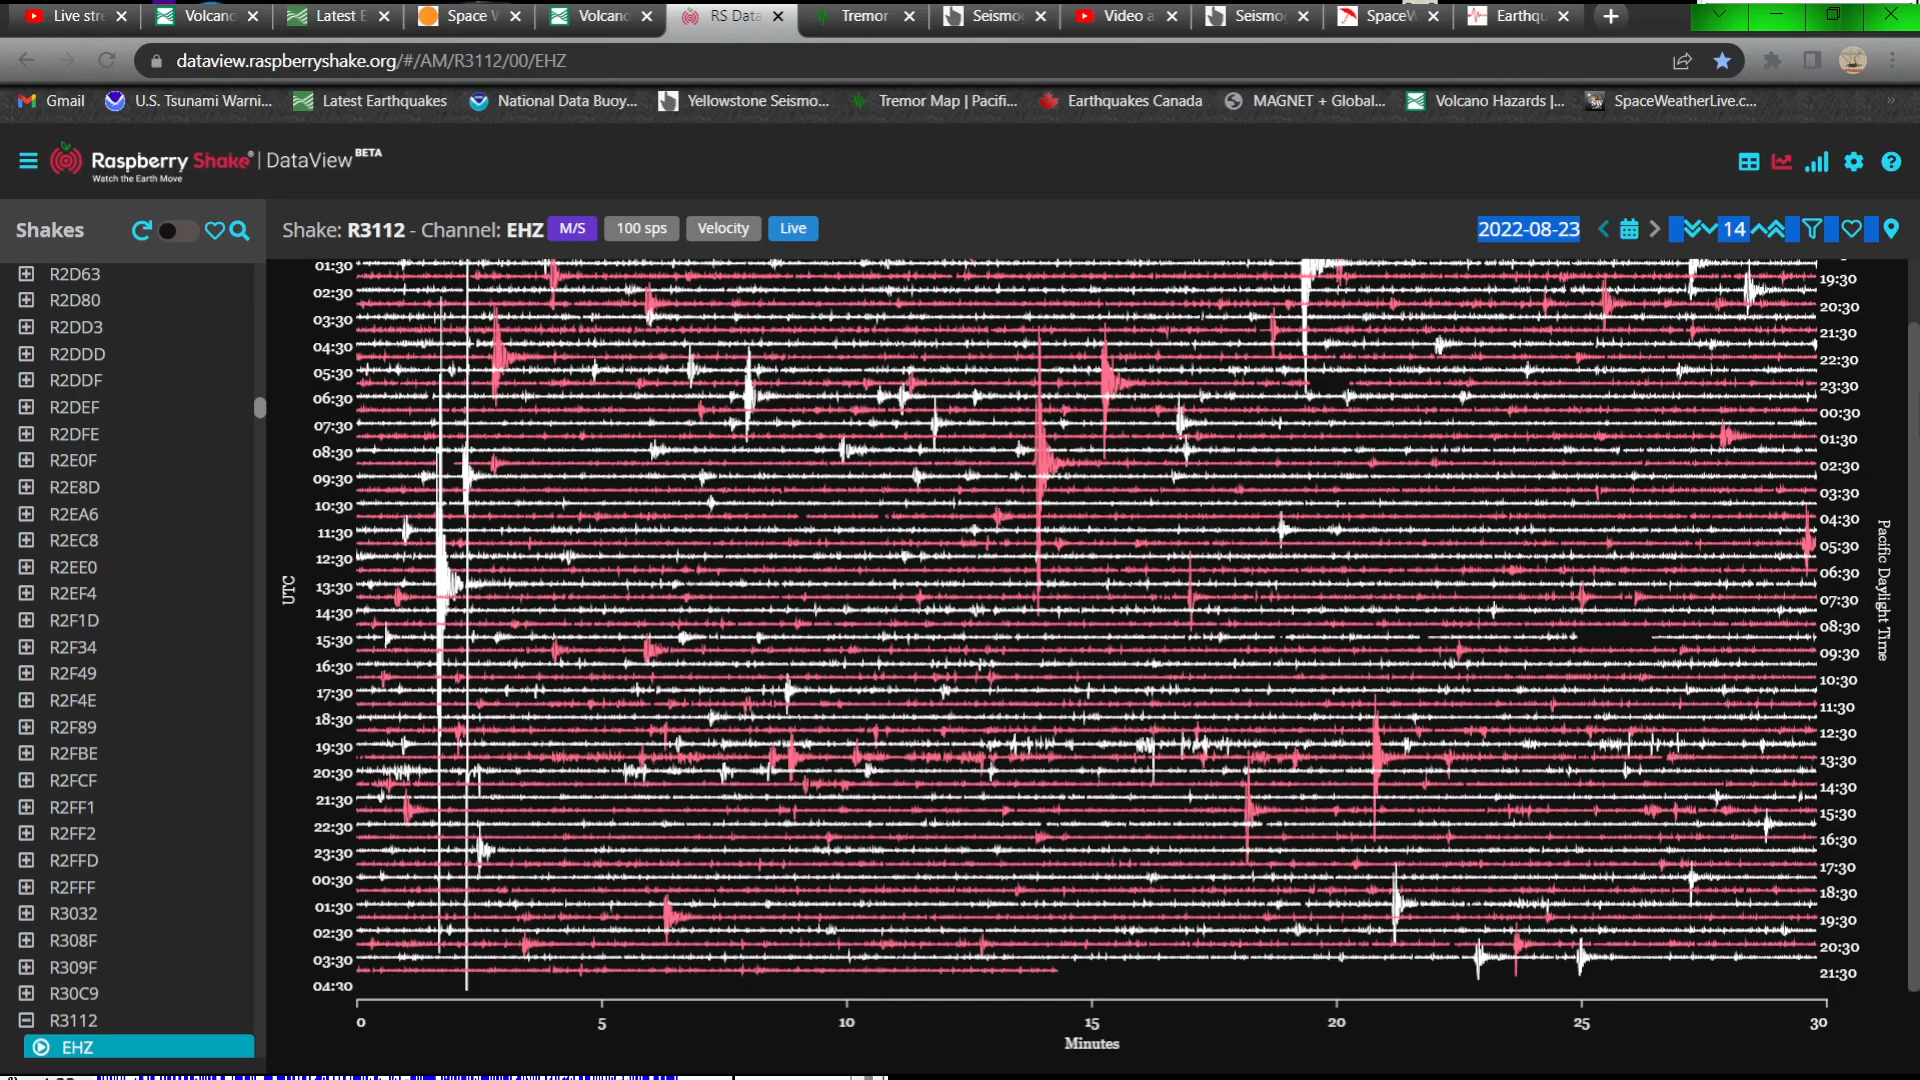 Live str
Volcano
Latest E
Space W
Volcano
RS Data
Tremor
Seismo
Video a
Seismog
SpaceW
Earthqu
dataview.raspberryshake.org/#/AM/R3112/00/EHZ
Gmail
U.S. Tsunami Warni...
Latest Earthquakes
National Data Buoy...
Yellowstone Seismo...
Tremor Map | Pacifi...
Earthquakes Canada
MAGNET + Global...
Volcano Hazards |...
SpaceWeatherLive.c...
Raspberry Shake® | DataView BETA
Watch the Earth Move
Shakes
Shake: R3112 - Channel: EHZ
M/S
100 sps
Velocity
Live
2022-08-23
14
R2D63
R2D80
R2DD3
R2DDD
R2DDF
R2DEF
R2DFE
R2E0F
R2E8D
R2EA6
R2EC8
R2EE0
R2EF4
R2F1D
R2F34
R2F49
R2F4E
R2F89
R2FBE
R2FCF
R2FF1
R2FF2
R2FFD
R2FFF
R3032
R308F
R309F
R30C9
R3112
EHZ
UTC
01:30
02:30
03:30
04:30
05:30
06:30
07:30
08:30
09:30
10:30
11:30
12:30
13:30
14:30
15:30
16:30
17:30
18:30
19:30
20:30
21:30
22:30
23:30
00:30
01:30
02:30
03:30
04:30
19:30
20:30
21:30
22:30
23:30
00:30
01:30
02:30
03:30
04:30
05:30
06:30
07:30
08:30
09:30
10:30
11:30
12:30
13:30
14:30
15:30
16:30
17:30
18:30
19:30
20:30
21:30
Pacific Daylight Time
0
5
10
15
20
25
30
Minutes